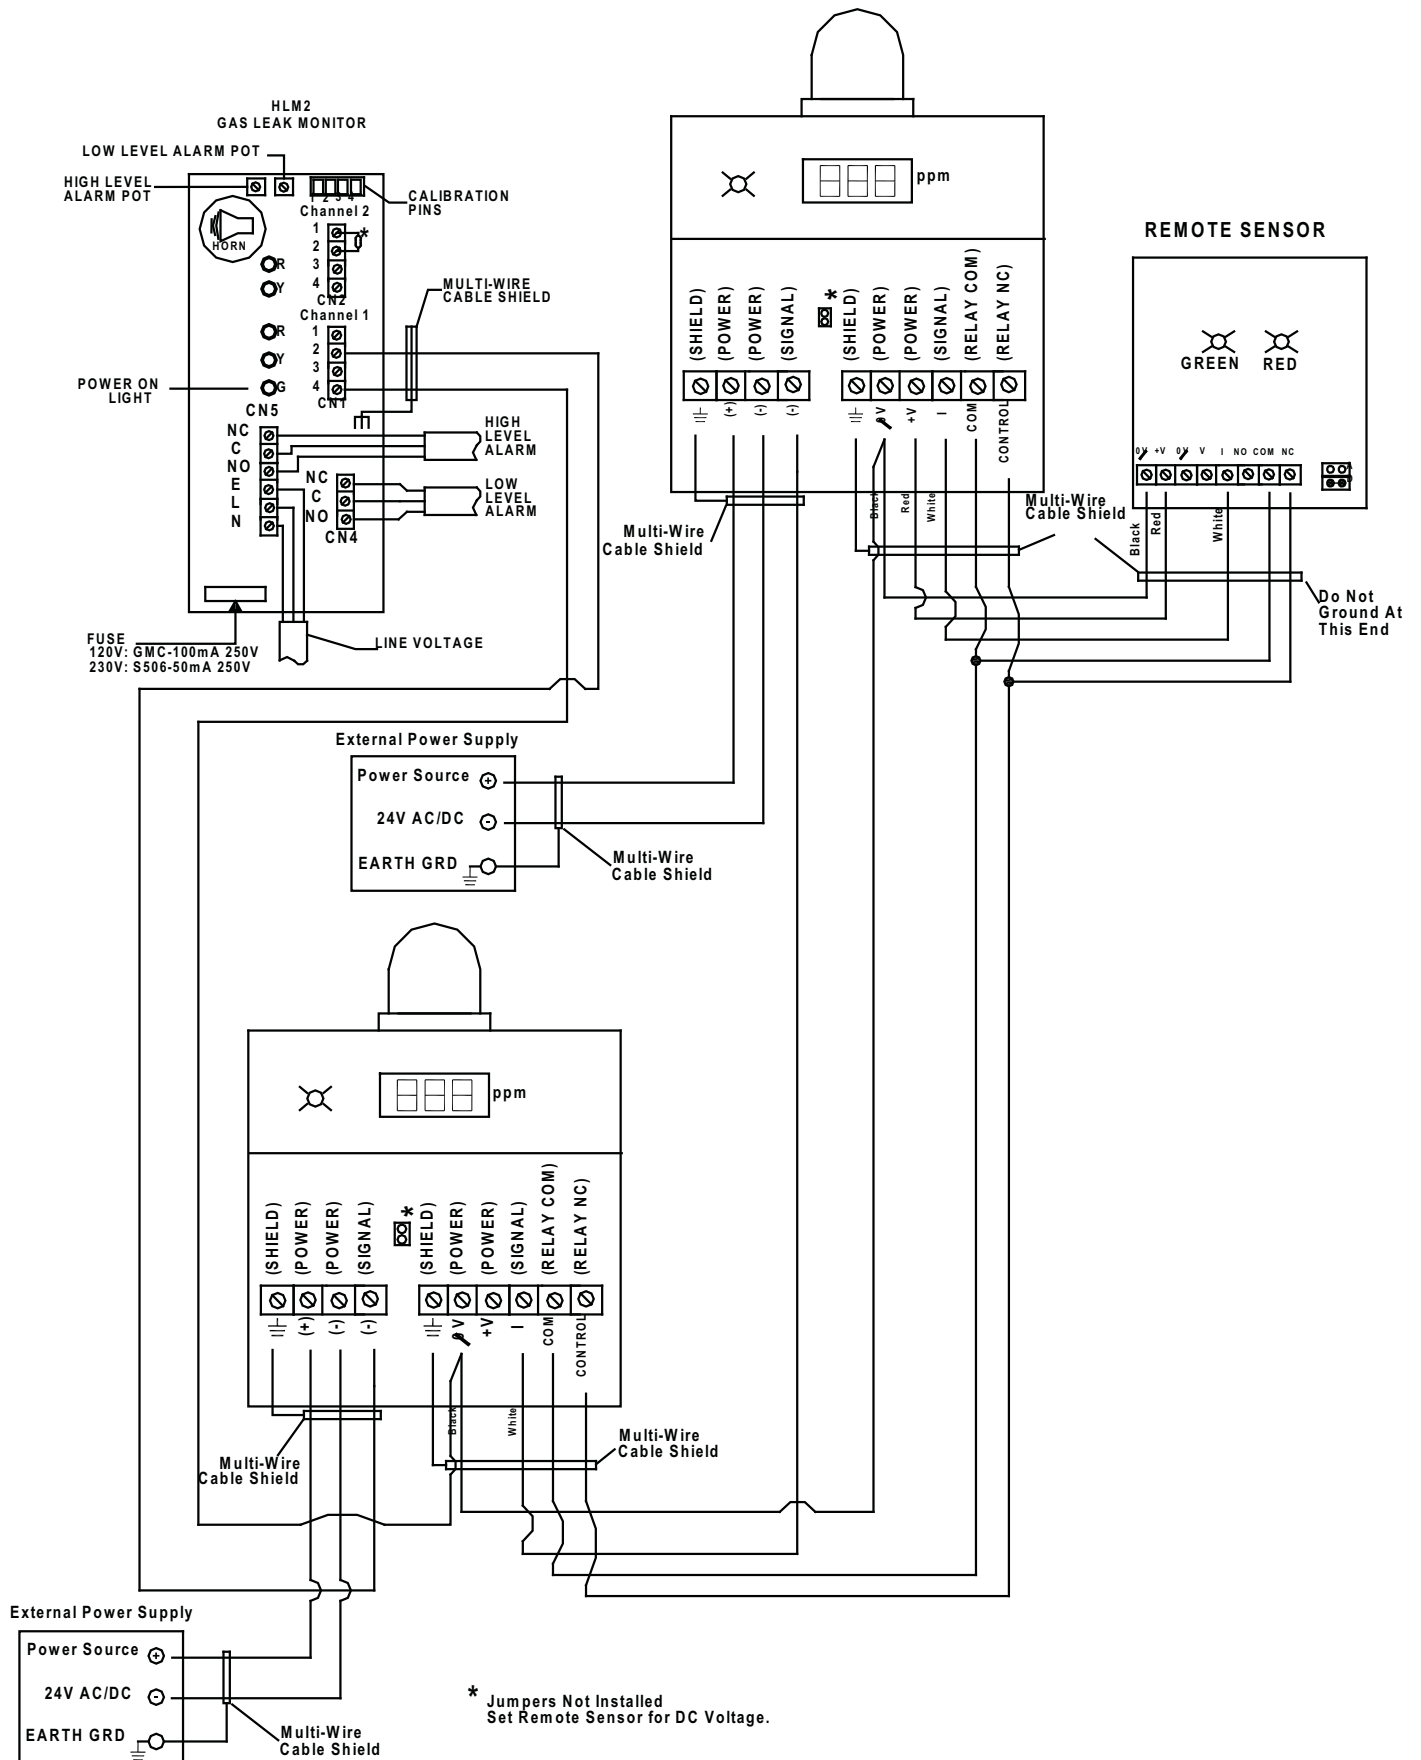 HLM2
GAS LEAK MONITOR
LOW LEVEL ALARM POT
HIGH LEVEL
ALARM POT
CALIBRATION
PINS
1 2 3 4
Channel 2
HORN
1
*
2
3
4
CN2
R
Y
Channel 1
1
2
3
4
CN1
R
Y
G
MULTI-WIRE
CABLE SHIELD
POWER ON
LIGHT
CN5
NC
C
NO
E
L
N
HIGH
LEVEL
ALARM
NC
C
NO
CN4
LOW
LEVEL
ALARM
FUSE
120V: GMC-100mA 250V
230V: S506-50mA 250V
LINE VOLTAGE
ppm
(SHIELD)
(POWER)
(POWER)
(SIGNAL)
*
(SHIELD)
(POWER)
(POWER)
(SIGNAL)
(RELAY COM)
(RELAY NC)
(+)
(-)
(-)
0V
+V
I
COM
CONTROL
Black
Red
White
Multi-Wire
Cable Shield
Multi-Wire
Cable Shield
REMOTE SENSOR
GREEN RED
0V +V 0V V I NO COM NC
Black
Red
White
Do Not
Ground At
This End
External Power Supply
Power Source +
24V AC/DC -
EARTH GRD
Multi-Wire
Cable Shield
ppm
(SHIELD)
(POWER)
(POWER)
(SIGNAL)
*
(SHIELD)
(POWER)
(POWER)
(SIGNAL)
(RELAY COM)
(RELAY NC)
(+)
(-)
(-)
0V
+V
I
COM
CONTROL
Black
White
Multi-Wire
Cable Shield
Multi-Wire
Cable Shield
External Power Supply
Power Source +
24V AC/DC -
EARTH GRD
Multi-Wire
Cable Shield
* Jumpers Not Installed
Set Remote Sensor for DC Voltage.